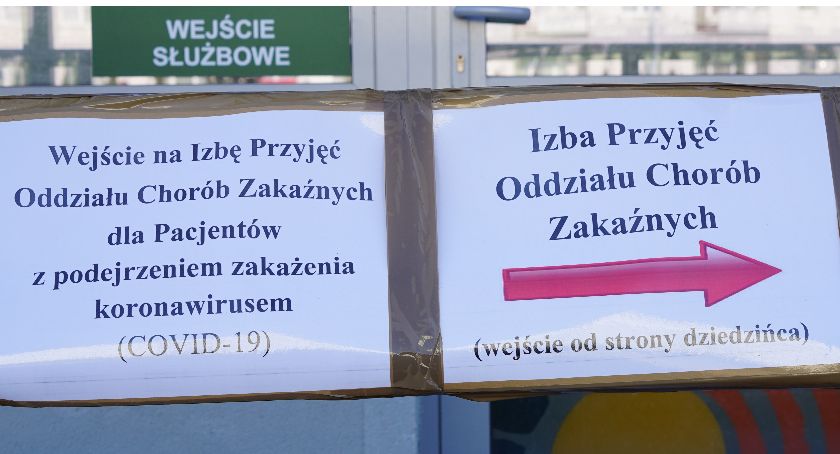 WEJŚCIE
SŁUŻBOWE
Wejście na Izbę Przyjęć
Oddziału Chorób Zakaźnych
dla Pacjentów
z podejrzeniem zakażenia
koronawirusem
(COVID-19)
Izba Przyjęć
Oddziału Chorób
Zakaźnych
(wejście od strony dziedzińca)